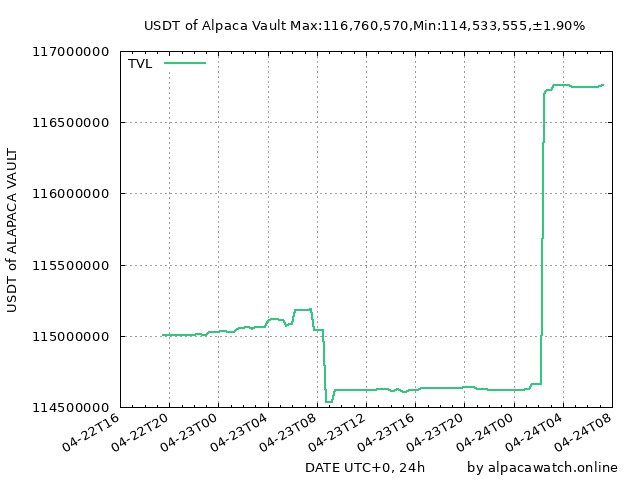 USDT of Alpaca Vault Max:116,760,570,Min:114,533,555,±1.90%
117000000
TVL
116500000
116000000
115500000
115000000
114500000
USDT of ALAPACA VAULT
04-22T16
04-22T20
04-23T00
04-23T04
04-23T08
04-23T12
04-23T16
04-23T20
04-24T00
04-24T04
04-24T08
DATE UTC+0, 24h
by alpacawatch.online